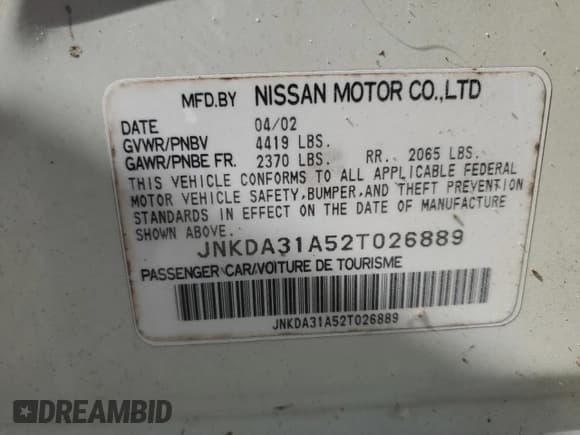 MFD.BY NISSAN MOTOR CO.,LTD
DATE 04/02
GVWR/PNBV 4419 LBS.
GAWR/PNBE FR. 2370 LBS. RR. 2065 LBS.
THIS VEHICLE CONFORMS TO ALL APPLICABLE FEDERAL
MOTOR VEHICLE SAFETY,BUMPER,AND THEFT PREVENTION
STANDARDS IN EFFECT ON THE DATE OF MANUFACTURE
SHOWN ABOVE.
JNKDA31A52T026889
PASSENGER CAR/VOITURE DE TOURISME
JNKDA31A52T026889
DREAMBID